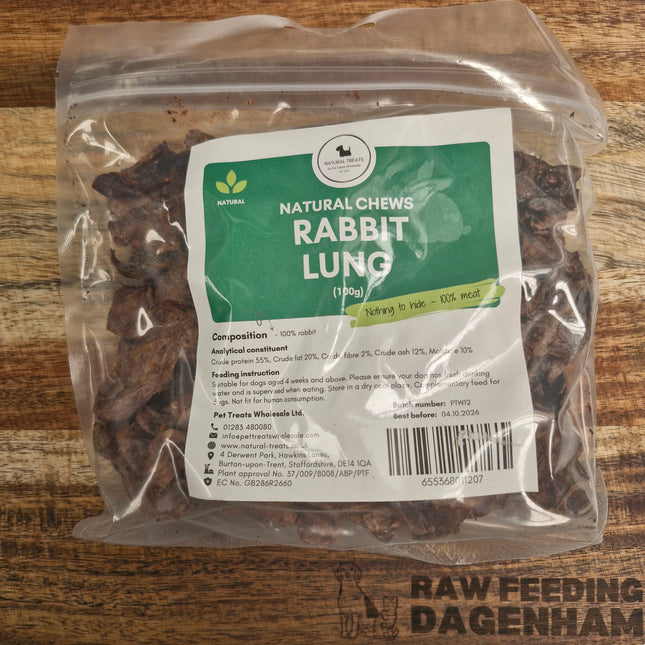 NATURAL TREATS
By Pet Treats Wholesale
NATURAL
NATURAL CHEWS
RABBIT
LUNG
(100g)
Nothing to hide – 100% meat
Composition - 100% rabbit
Analytical constituent
Crude protein 55%, Crude fat 20%, Crude fibre 2%, Crude ash 12%, Moisture 10%
Feeding instruction
Suitable for dogs aged 4 weeks and above. Please ensure your dog has fresh drinking
water and is supervised when eating. Store in a dry cool place. Complementary feed for
dogs. Not fit for human consumption.
Pet Treats Wholesale Ltd.
01283 480080
info@pettreatswholesale.com
www.natural-treats.co.uk
4 Derwent Park, Hawkins Lanes,
Burton-upon-Trent, Staffordshire, DE14 1QA
Plant approval No. 37/009/8008/ABP/PTF
EC No. GB286R2660
Batch number: PTW12
Best before: 04.10.2026
655368011207
RAW FEEDING
DAGENHAM